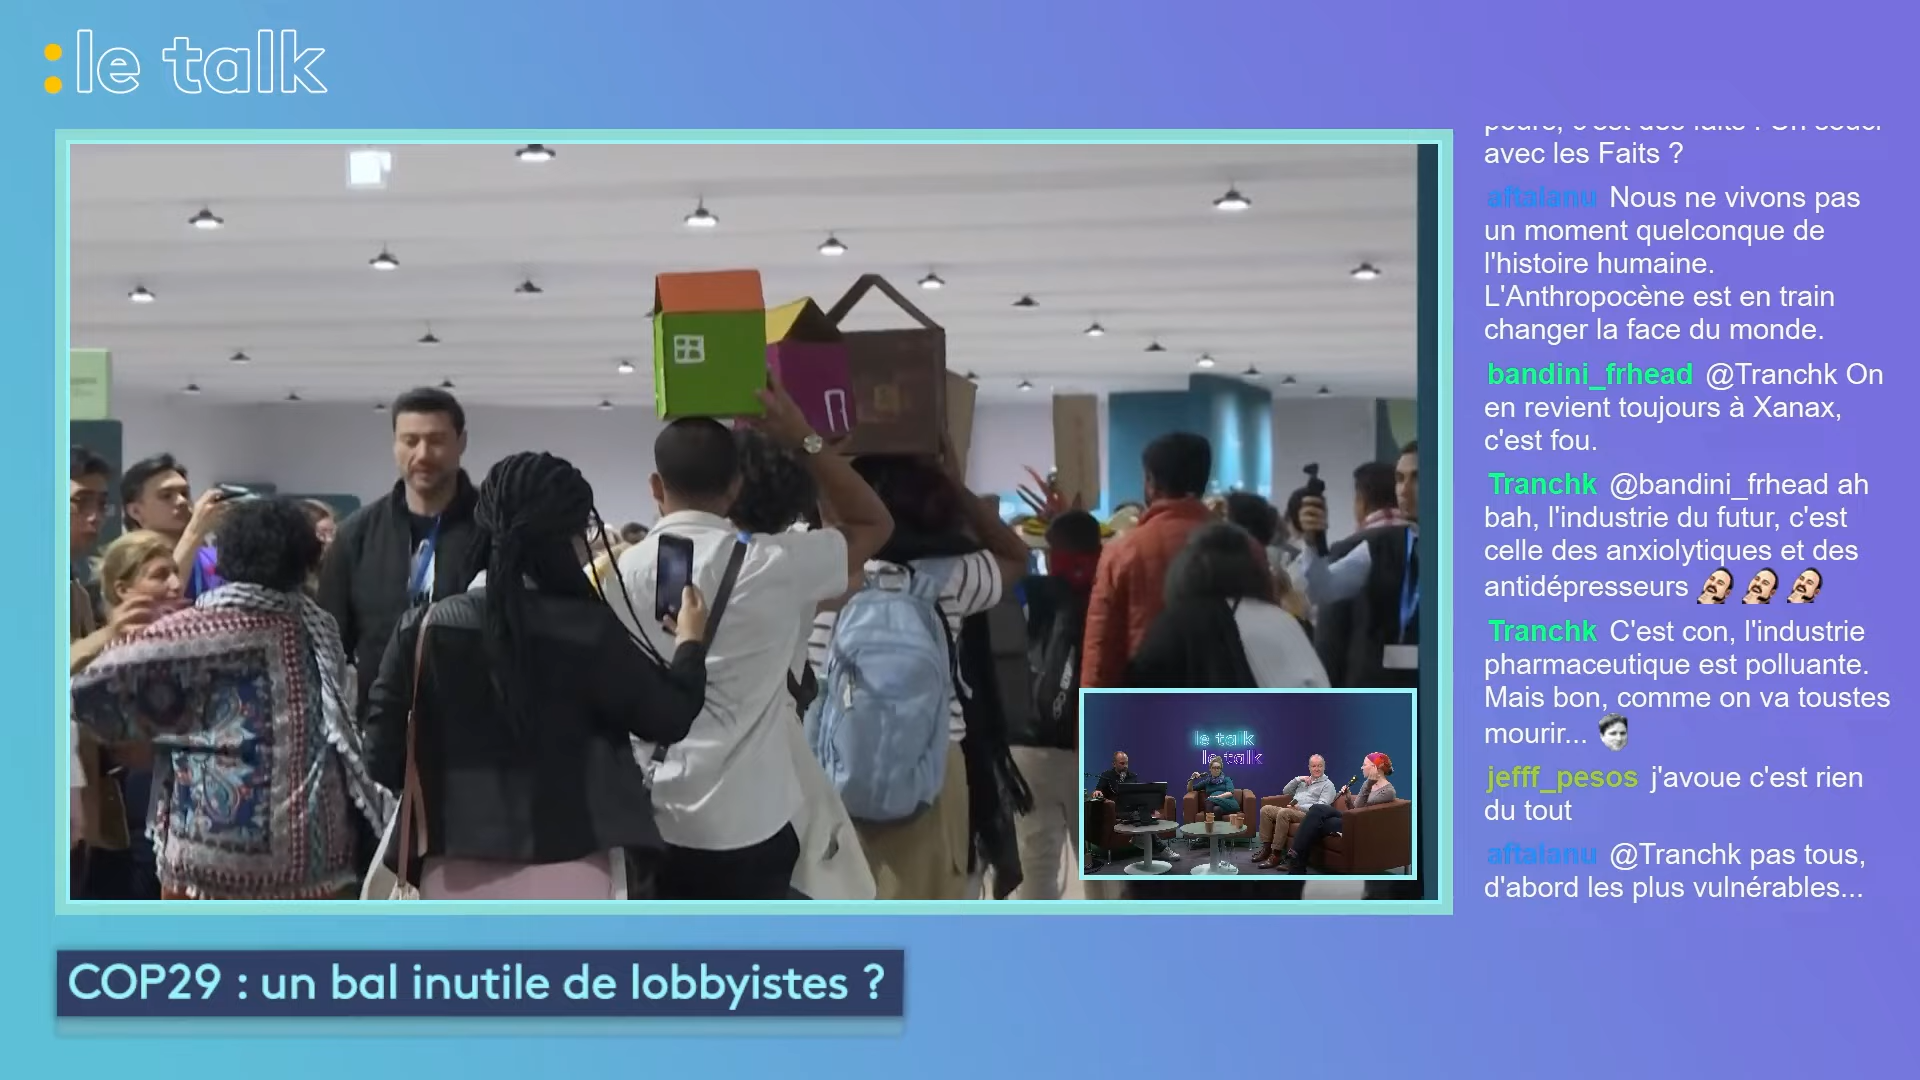 :le talk
avec les Faits ?
aftalanu Nous ne vivons pas
un moment quelconque de
l'histoire humaine.
L'Anthropocène est en train
changer la face du monde.
bandini_frhead @Tranchk On
en revient toujours à Xanax,
c'est fou.
Tranchk @bandini_frhead ah
bah, l'industrie du futur, c'est
celle des anxiolytiques et des
antidépresseurs
Tranchk C'est con, l'industrie
pharmaceutique est polluante.
Mais bon, comme on va toustes
mourir...
jefff_pesos j'avoue c'est rien
du tout
aftalanu @Tranchk pas tous,
d'abord les plus vulnérables...
le talk
le talk
COP29 : un bal inutile de lobbyistes ?